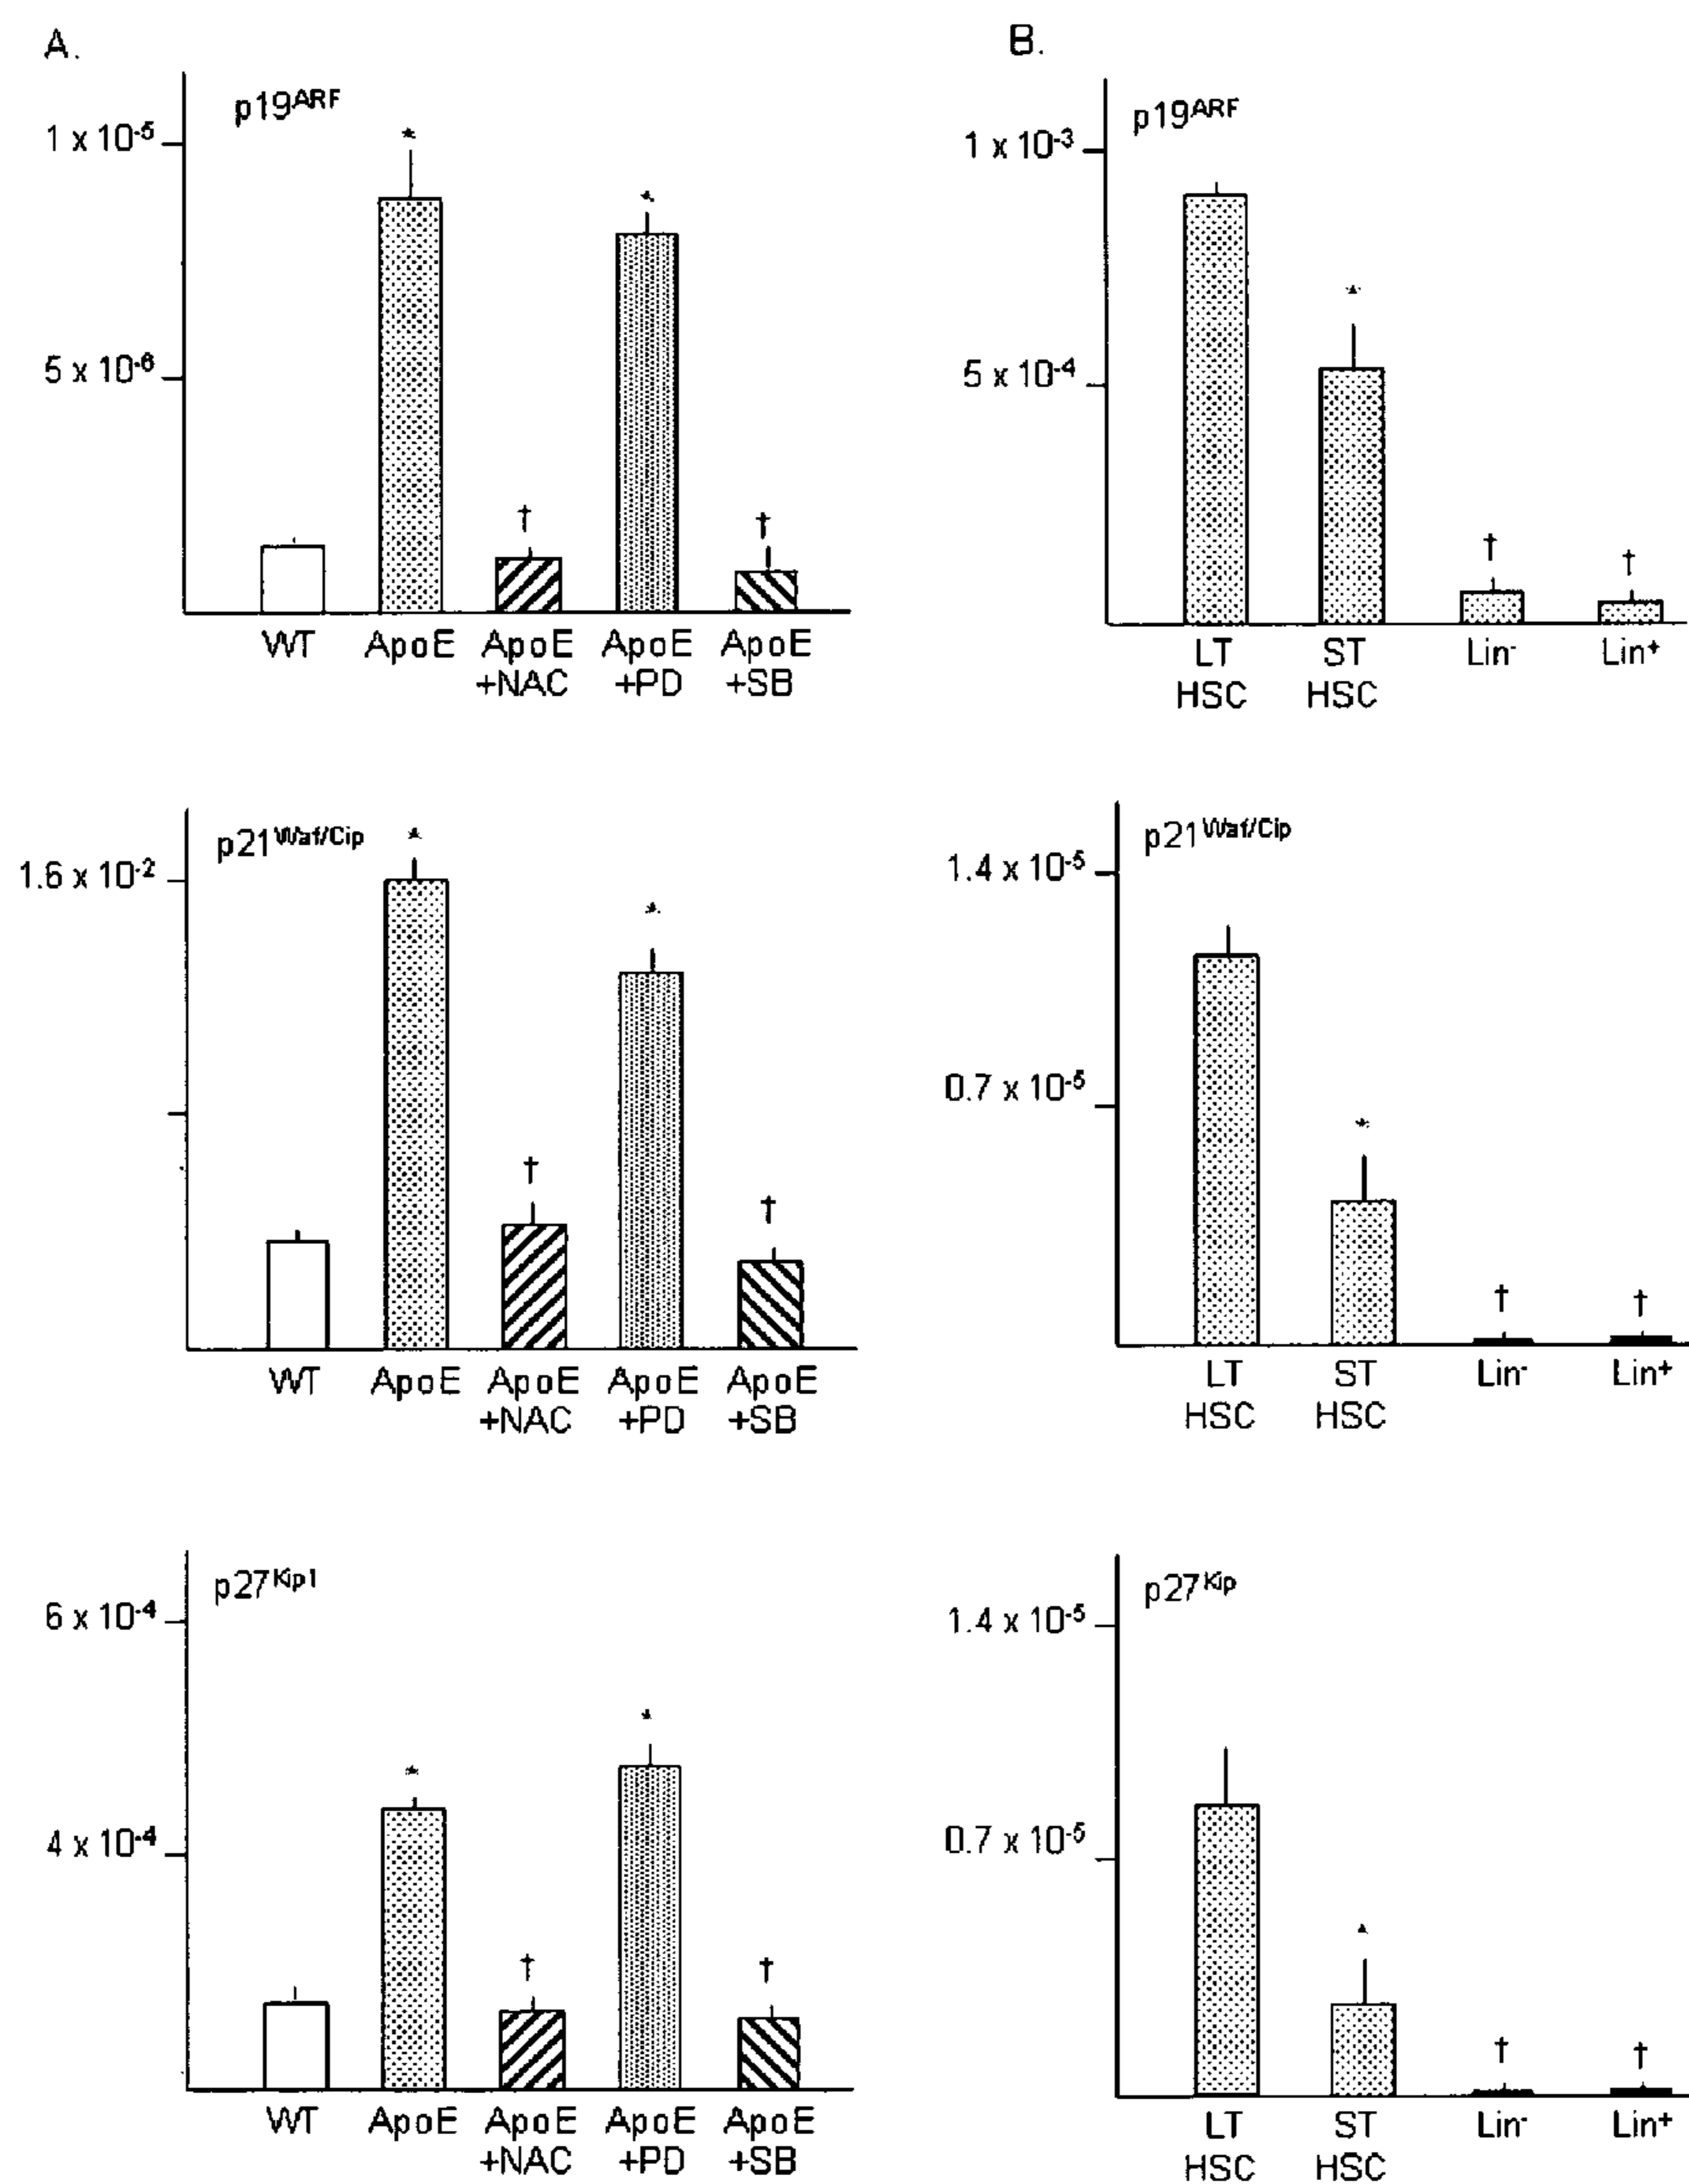 A.
p19ARF
1 x 10-5
*
*
5 x 10-6
†
†
WT ApoE ApoE ApoE ApoE
+NAC +PD +SB
B.
p19ARF
1 x 10-3
*
5 x 10-4
†
†
LT ST Lin- Lin+
HSC HSC
p21Waf/Cip
*
1.6 x 10-2
*
†
†
WT ApoE ApoE ApoE ApoE
+NAC +PD +SB
p21Waf/Cip
1.4 x 10-5
0.7 x 10-5
*
†
†
LT ST Lin- Lin+
HSC HSC
p27Kip1
6 x 10-4
*
*
4 x 10-4
†
†
WT ApoE ApoE ApoE ApoE
+NAC +PD +SB
p27Kip
1.4 x 10-5
0.7 x 10-5
*
†
†
LT ST Lin- Lin+
HSC HSC